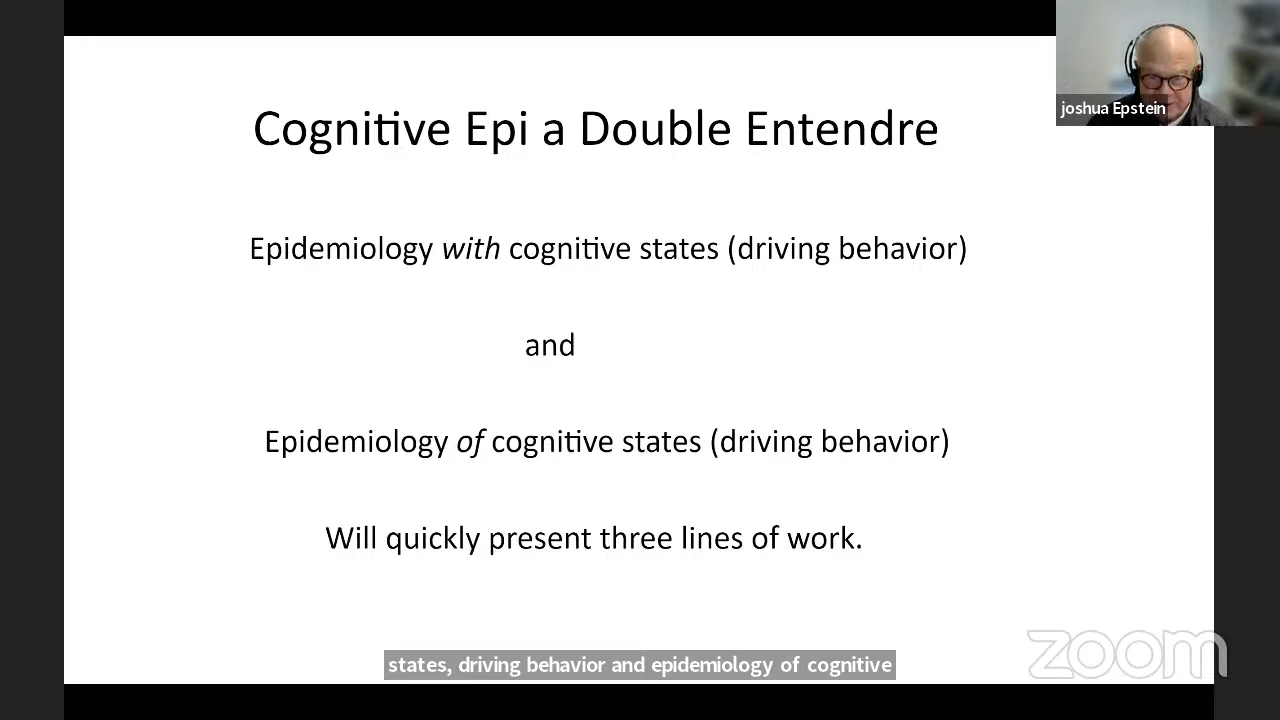 Cognitive Epi a Double Entendre
joshua Epstein
Epidemiology with cognitive states (driving behavior)
and
Epidemiology of cognitive states (driving behavior)
Will quickly present three lines of work.
states, driving behavior and epidemiology of cognitive
zoom